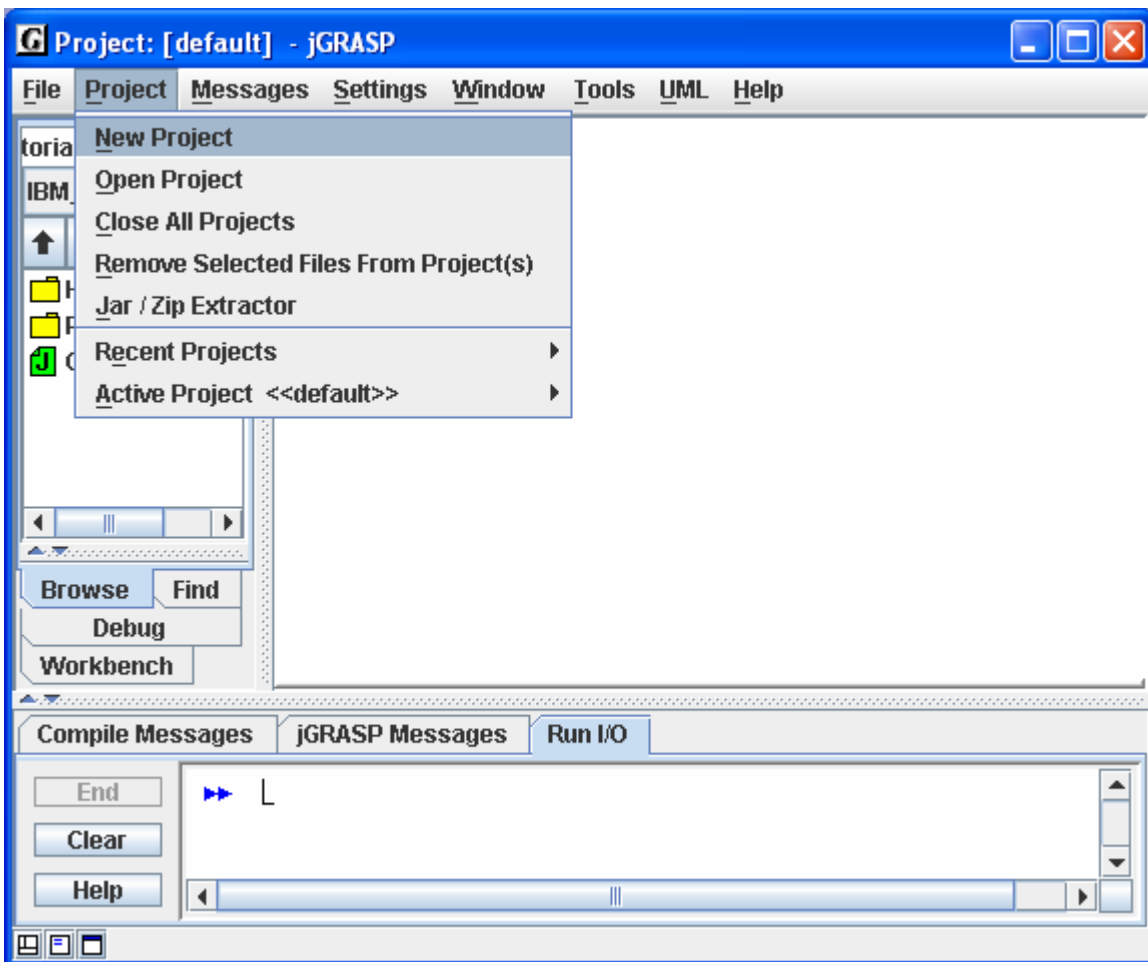 G Project: [default] - jGRASP
File Project Messages Settings Window Tools UML Help
toria
New Project
IBM_
Open Project
Close All Projects
Remove Selected Files From Project(s)
Jar / Zip Extractor
Recent Projects
J
Active Project <<default>>
Browse Find
Debug
Workbench
Compile Messages jGRASP Messages Run I/O
End
Clear
Help